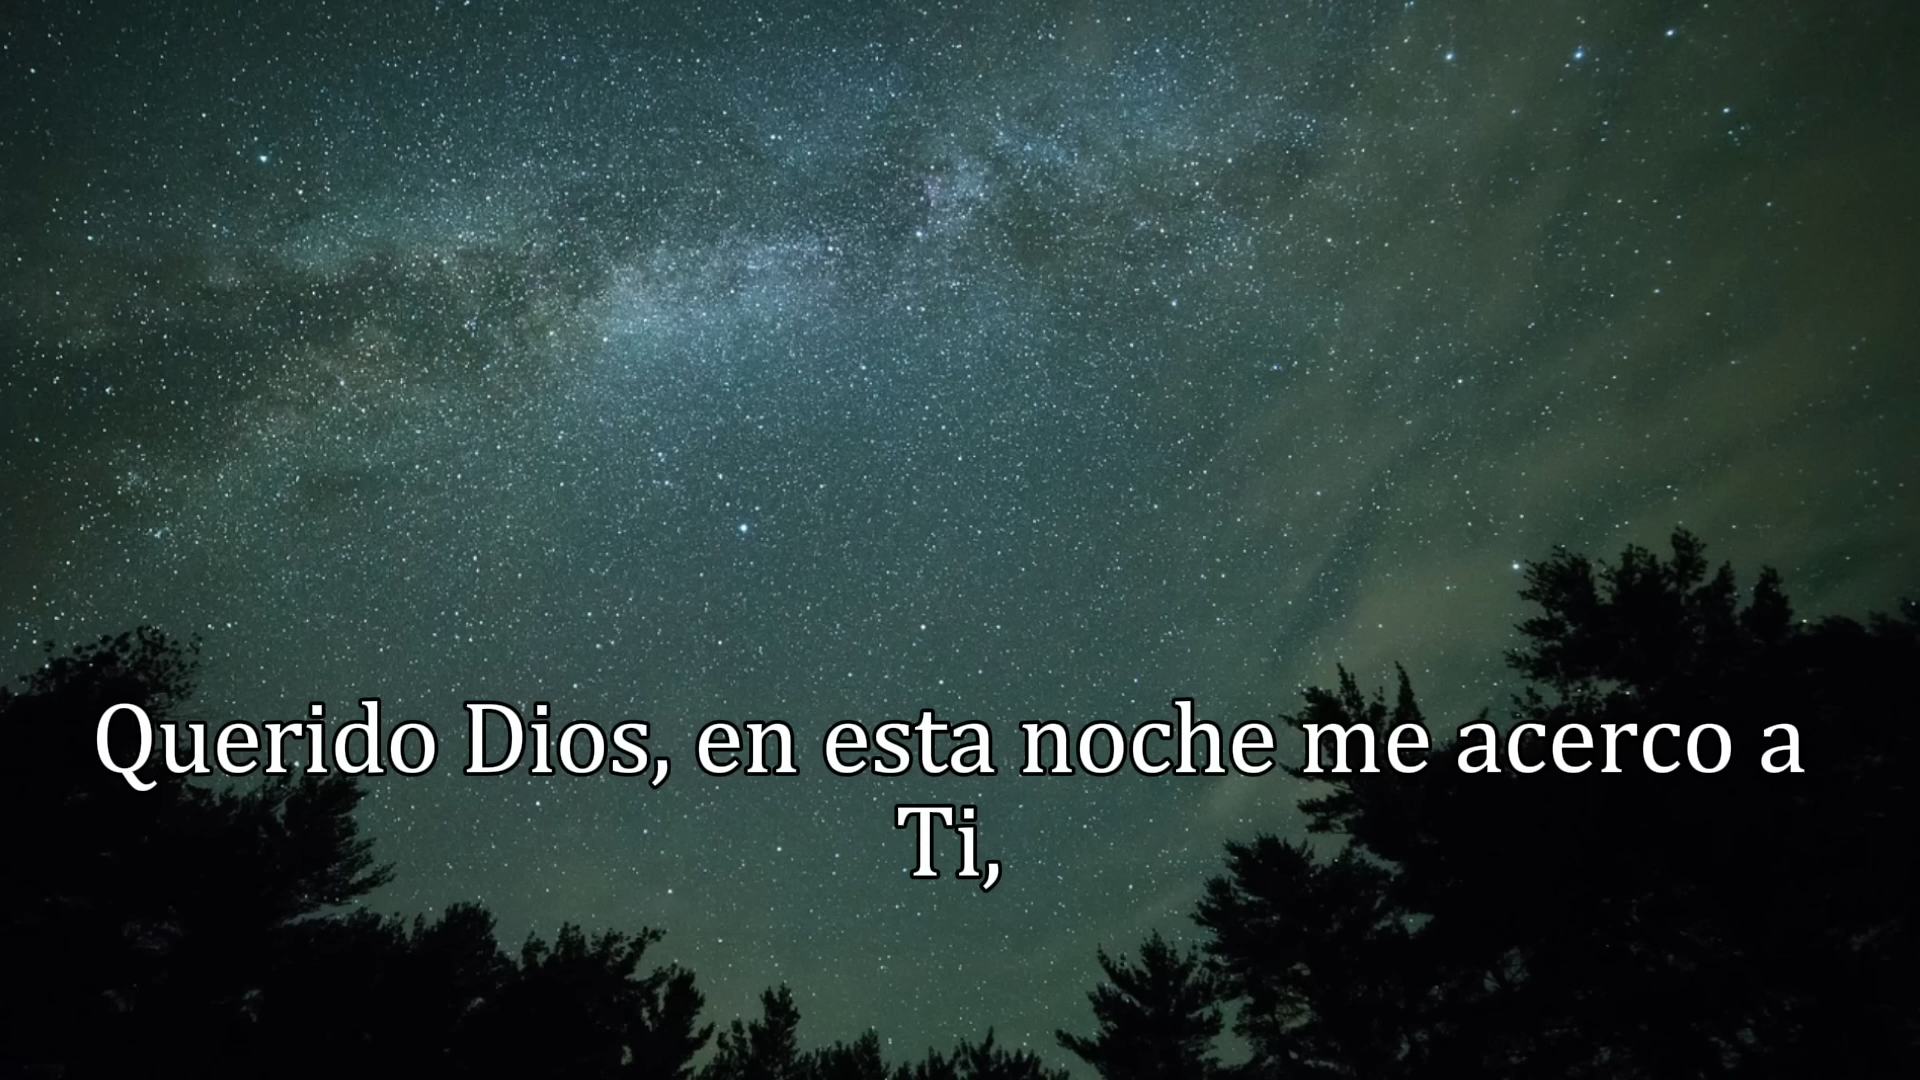 Querido Dios, en esta noche me acerco a
Ti,